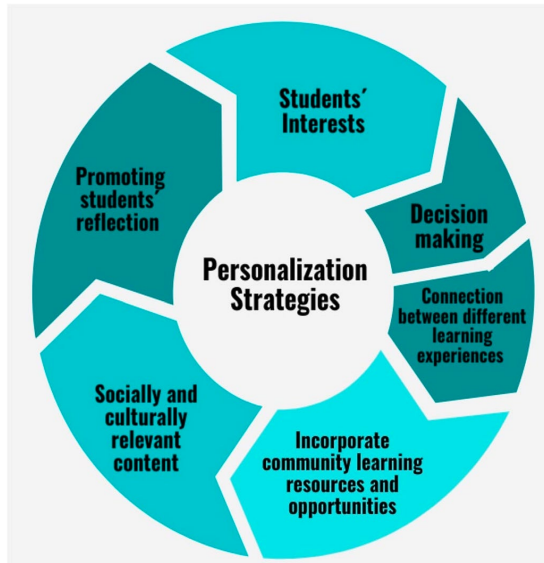 Students´
Interests
Decision
making
Connection
between different
learning
experiences
Incorporate
community learning
resources and
opportunities
Socially and
culturally
relevant
content
Promoting
students´
reflection
Personalization
Strategies